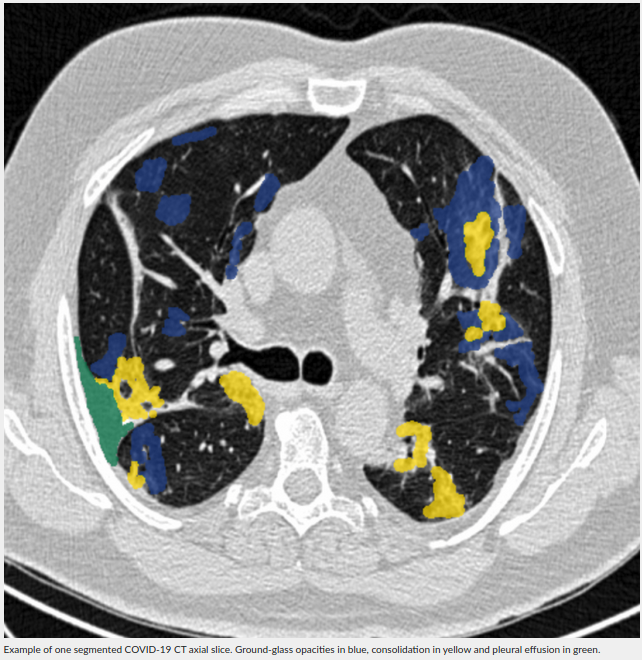 Example of one segmented COVID-19 CT axial slice. Ground-glass opacities in blue, consolidation in yellow and pleural effusion in green.